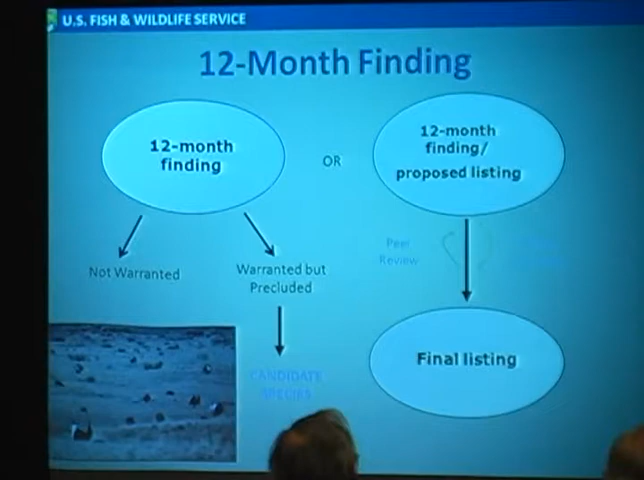 U.S. FISH & WILDLIFE SERVICE
12-Month Finding
12-month
finding
OR
12-month
finding/
proposed listing
Not Warranted
Warranted but
Precluded
Peer
Review
CANDIDATE
SPECIES
Final listing